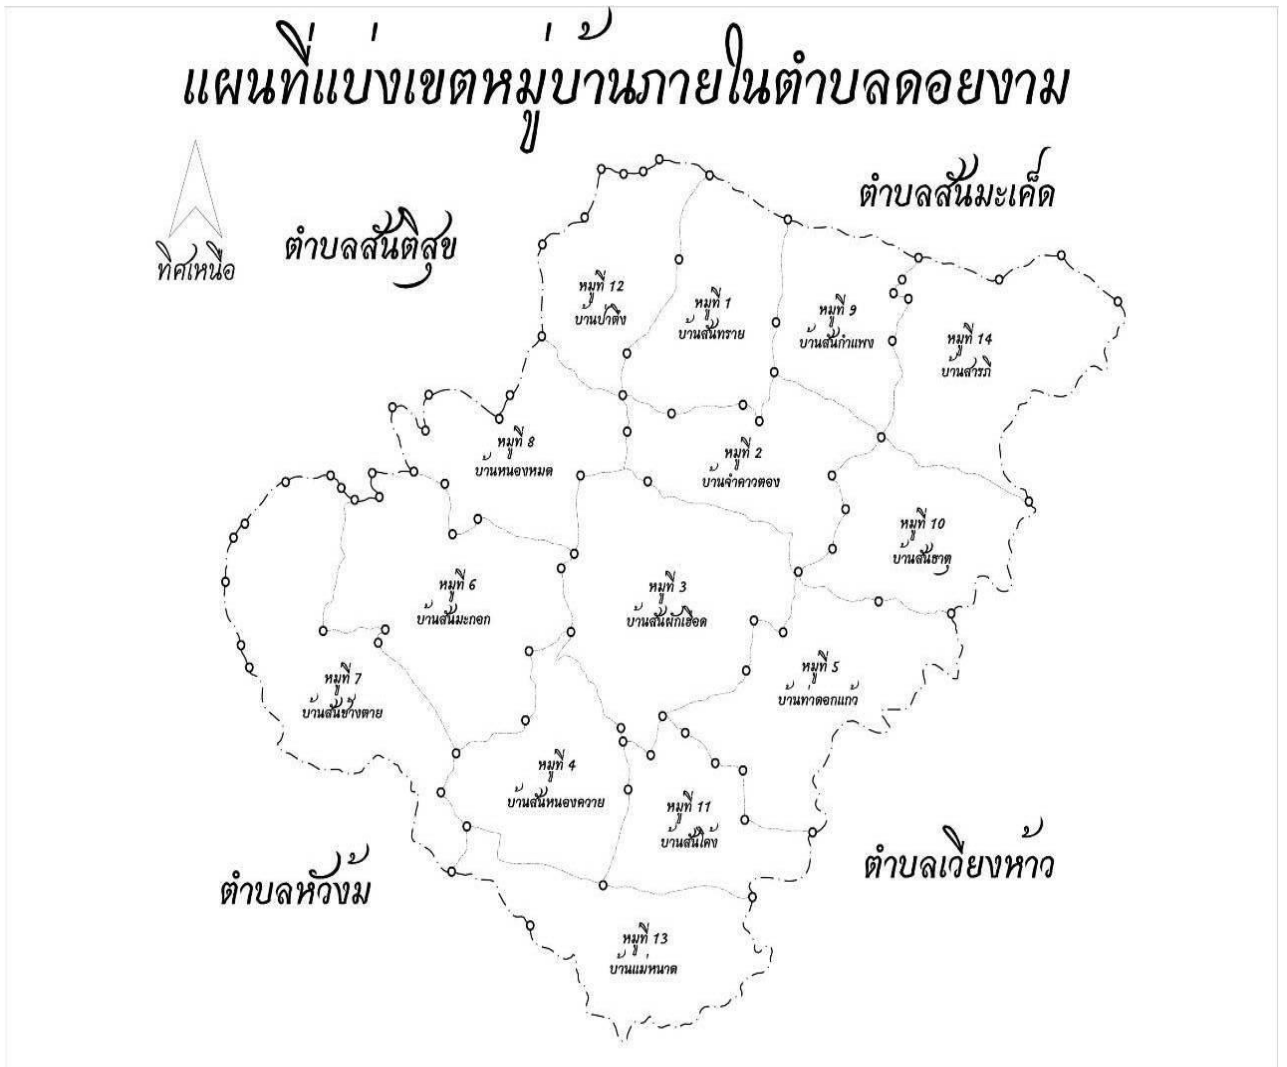 แผนที่แบ่งเขตหมู่บ้านภายในตำบลดอยงาม
ตำบลสันมะเค็ด
ตำบลสันติสุข
ทิศเหนือ
หมู่ที่ 12
บ้านป่าตึง
หมู่ที่ 1
บ้านสันทราย
หมู่ที่ 9
บ้านสันกำแพง
หมู่ที่ 14
บ้านสารภี
หมู่ที่ 8
บ้านหนองหมด
หมู่ที่ 2
บ้านจำคาวตอง
หมู่ที่ 10
บ้านสันธาตุ
หมู่ที่ 6
บ้านสันมะกอก
หมู่ที่ 3
บ้านสันผักเฮือด
หมู่ที่ 7
บ้านสันช้างตาย
หมู่ที่ 5
บ้านท่าดอกแก้ว
หมู่ที่ 4
บ้านสันหนองควาย
หมู่ที่ 11
บ้านสันโค้ง
ตำบลหัวง้ม
ตำบลเวียงห้าว
หมู่ที่ 13
บ้านแม่หนาด